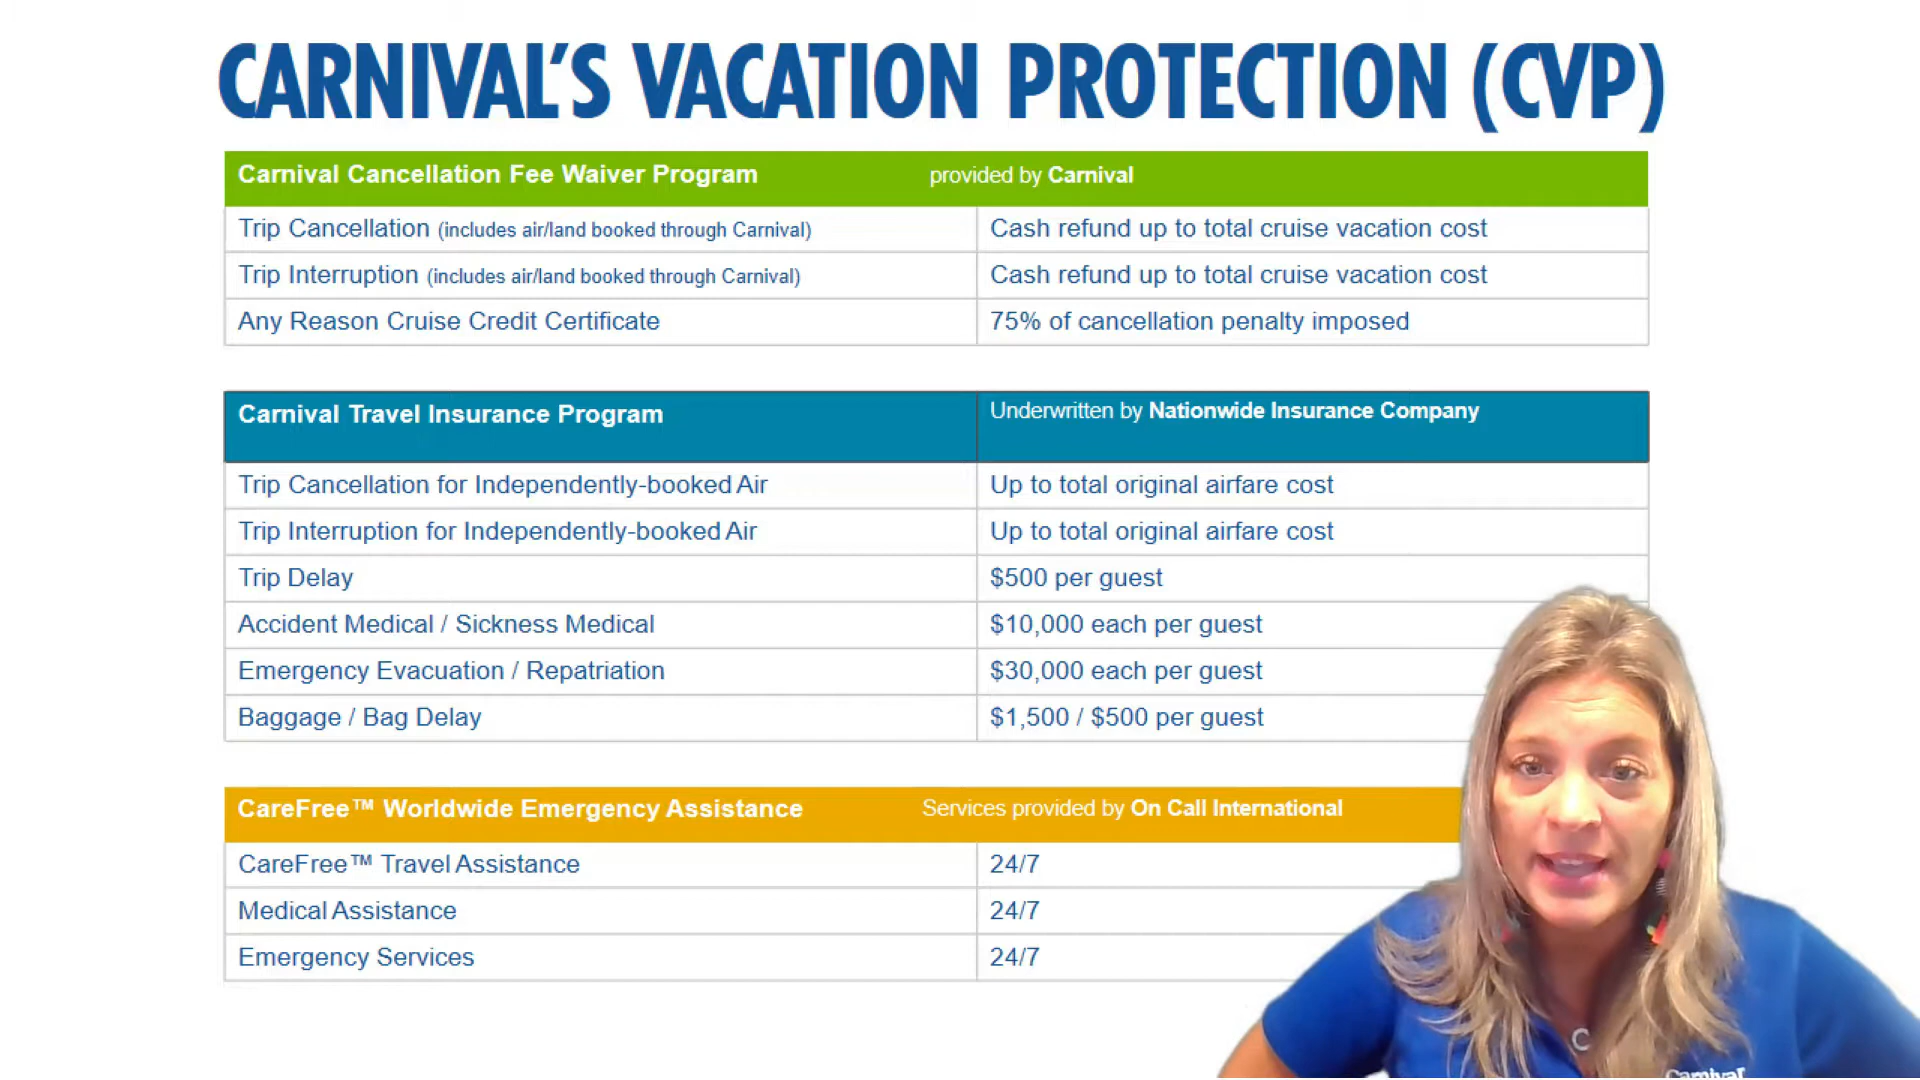 CARNIVAL'S VACATION PROTECTION (CVP)
Carnival Cancellation Fee Waiver Program provided by Carnival
Trip Cancellation (includes air/land booked through Carnival) Cash refund up to total cruise vacation cost
Trip Interruption (includes air/land booked through Carnival) Cash refund up to total cruise vacation cost
Any Reason Cruise Credit Certificate 75% of cancellation penalty imposed
Carnival Travel Insurance Program Underwritten by Nationwide Insurance Company
Trip Cancellation for Independently-booked Air Up to total original airfare cost
Trip Interruption for Independently-booked Air Up to total original airfare cost
Trip Delay $500 per guest
Accident Medical / Sickness Medical $10,000 each per guest
Emergency Evacuation / Repatriation $30,000 each per guest
Baggage / Bag Delay $1,500 / $500 per guest
CareFree™ Worldwide Emergency Assistance Services provided by On Call International
CareFree™ Travel Assistance 24/7
Medical Assistance 24/7
Emergency Services 24/7
Carnival